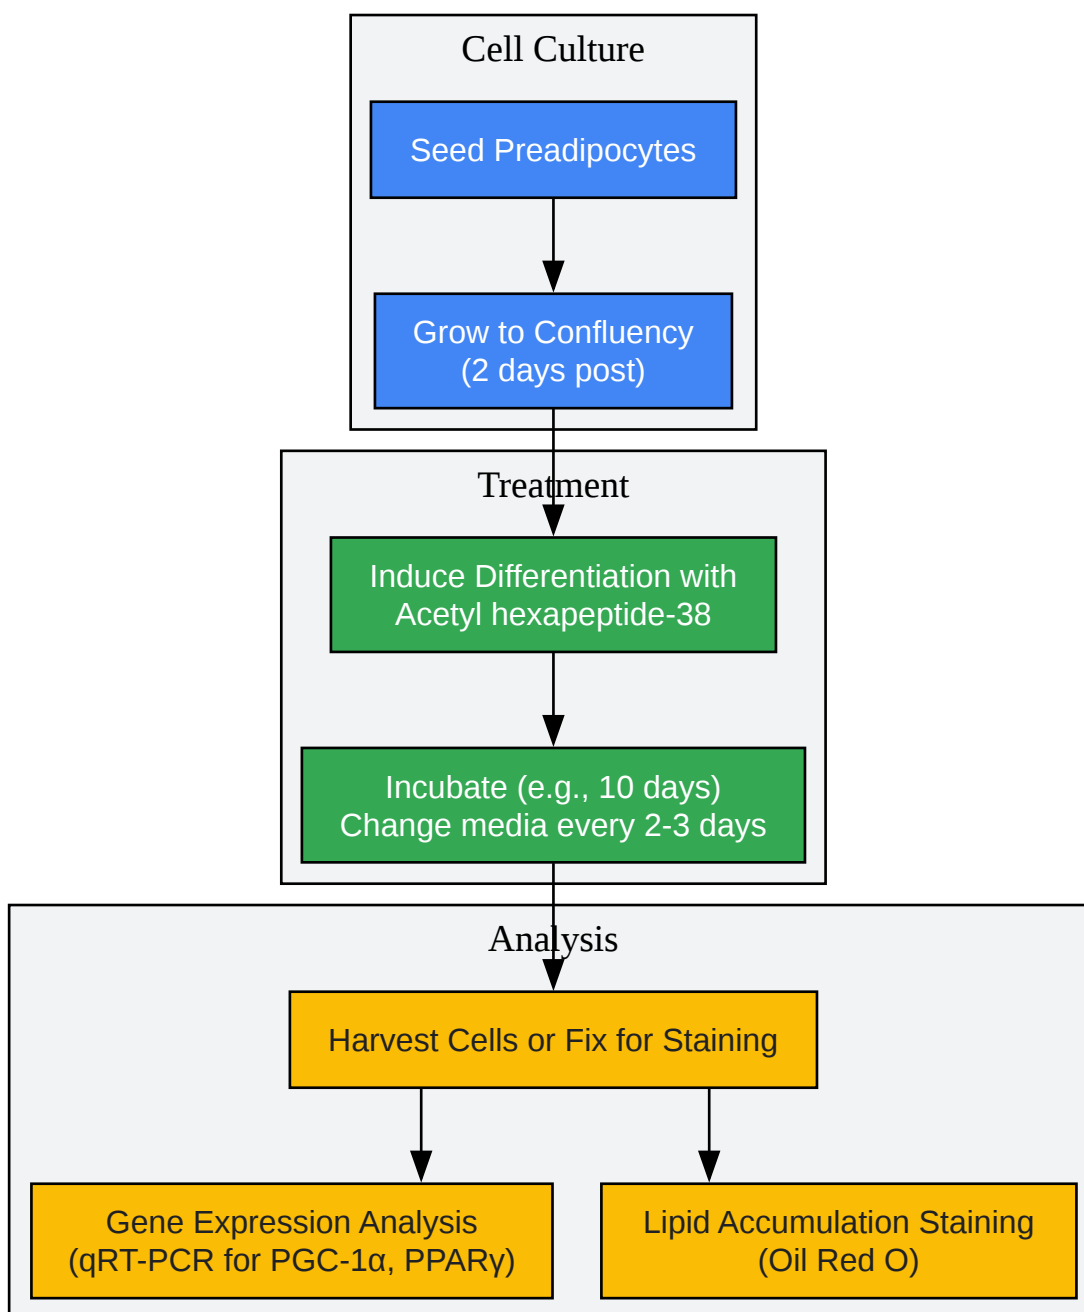 Cell Culture
Seed Preadipocytes
Grow to Confluency
(2 days post)
Treatment
Induce Differentiation with
Acetyl hexapeptide-38
Incubate (e.g., 10 days)
Change media every 2-3 days
Analysis
Harvest Cells or Fix for Staining
Gene Expression Analysis
(qRT-PCR for PGC-1α, PPARγ)
Lipid Accumulation Staining
(Oil Red O)